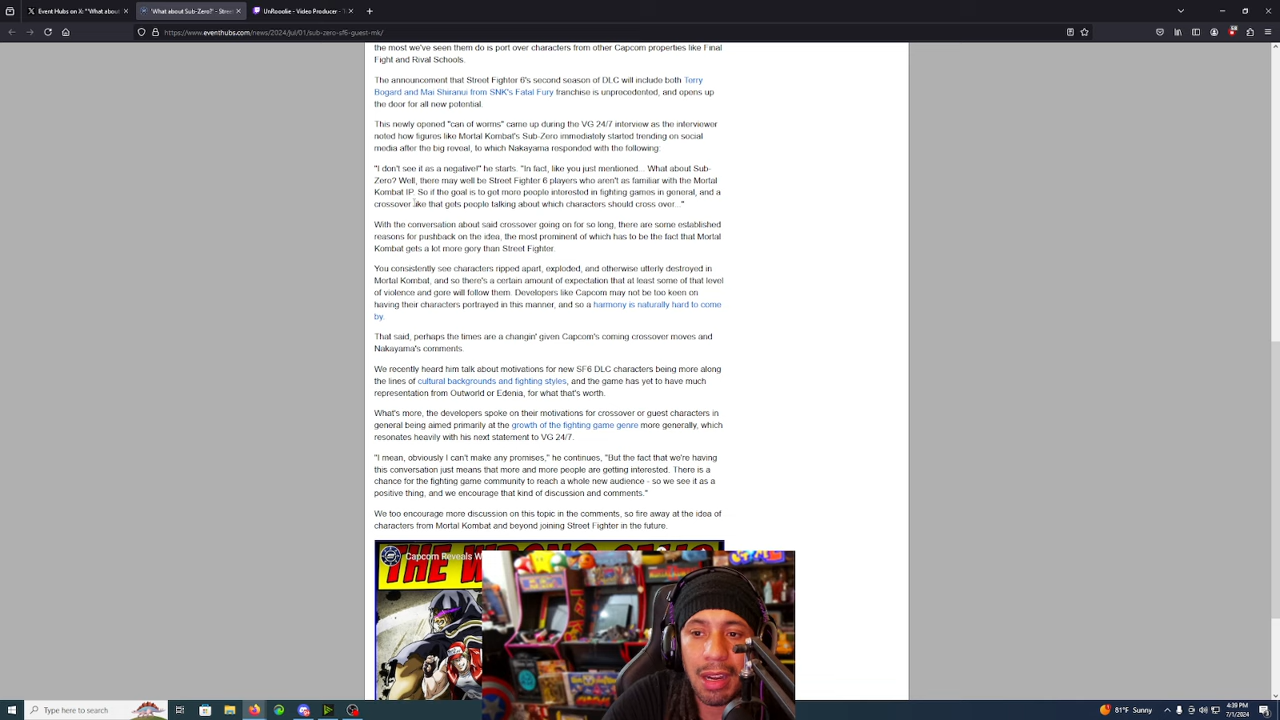 Event Hubs on X: "What about
'What about Sub-Zero?' - Street
UnRooolie - Video Producer - T
https://www.eventhubs.com/news/2024/jul/01/sub-zero-sf6-guest-mk/
the most we've seen them do is port over characters from other Capcom properties like Final
Fight and Rival Schools.
The announcement that Street Fighter 6's second season of DLC will include both Terry
Bogard and Mai Shiranui from SNK's Fatal Fury franchise is unprecedented, and opens up
the door for all new potential.
This newly opened "can of worms" came up during the VG 24/7 interview as the interviewer
noted how figures like Mortal Kombat's Sub-Zero immediately started trending on social
media after the big reveal, to which Nakayama responded with the following:
"I don't see it as a negative!" he starts. "In fact, like you just mentioned... What about Sub-
Zero? Well, there may well be Street Fighter 6 players who aren't as familiar with the Mortal
Kombat IP. So if the goal is to get more people interested in fighting games in general, and a
crossover like that gets people talking about which characters should cross over..."
With the conversation about said crossover going on for so long, there are some established
reasons for pushback on the idea, the most prominent of which has to be the fact that Mortal
Kombat gets a lot more gory than Street Fighter.
You consistently see characters ripped apart, exploded, and otherwise utterly destroyed in
Mortal Kombat, and so there's a certain amount of expectation that at least some of that level
of violence and gore will follow them. Developers like Capcom may not be too keen on
having their characters portrayed in this manner, and so a harmony is naturally hard to come
by.
That said, perhaps the times are a changin' given Capcom's coming crossover moves and
Nakayama's comments.
We recently heard him talk about motivations for new SF6 DLC characters being more along
the lines of cultural backgrounds and fighting styles, and the game has yet to have much
representation from Outworld or Edenia, for what that's worth.
What's more, the developers spoke on their motivations for crossover or guest characters in
general being aimed primarily at the growth of the fighting game genre more generally, which
resonates heavily with his next statement to VG 24/7.
"I mean, obviously I can't make any promises," he continues, "But the fact that we're having
this conversation just means that more and more people are getting interested. There is a
chance for the fighting game community to reach a whole new audience - so we see it as a
positive thing, and we encourage that kind of discussion and comments."
We too encourage more discussion on this topic in the comments, so fire away at the idea of
characters from Mortal Kombat and beyond joining Street Fighter in the future.
Capcom Reveals W
THE WRONG
Type here to search
81°F Sunny
4:39 PM
7/1/2024